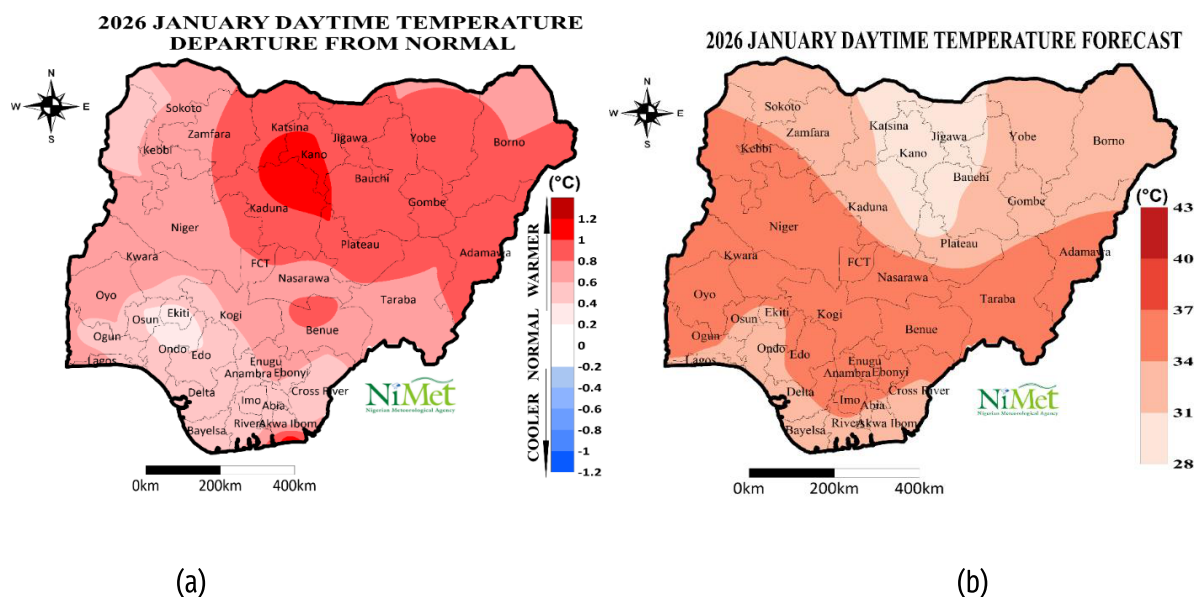 2026 JANUARY DAYTIME TEMPERATURE
DEPARTURE FROM NORMAL
N
W E
S
Sokoto
Katsina
Zamfara
Jigawa
Yobe
Borno
Kebbi
Kano
Bauchi
Kaduna
Gombe
Niger
Plateau
Kwara
FCT
Adamawa
Nasarawa
Oyo
Taraba
Osun
Ekiti
Kogi
Ogun
Benue
Ondo
Edo
Lagos
Enugu
Anambra
Ebonyi
Delta
Cross River
Imo
Abia
Bayelsa
Rivers
Akwa Ibom
NiMet
Nigerian Meteorological Agency
0km 200km 400km
(°C)
COOLER NORMAL WARMER
1.2
1
0.8
0.6
0.4
0.2
0
-0.2
-0.4
-0.6
-0.8
-1
-1.2
(a)
2026 JANUARY DAYTIME TEMPERATURE FORECAST
N
W E
S
Sokoto
Katsina
Zamfara
Jigawa
Yobe
Borno
Kebbi
Kano
Bauchi
Kaduna
Gombe
Niger
Plateau
Kwara
FCT
Adamawa
Nasarawa
Oyo
Taraba
Osun
Ekiti
Kogi
Ogun
Benue
Ondo
Edo
Lagos
Enugu
Anambra
Ebonyi
Delta
Cross River
Imo
Abia
Bayelsa
Rivers
Akwa Ibom
NiMet
Nigerian Meteorological Agency
0km 200km 400km
(°C)
43
40
37
34
31
28
(b)